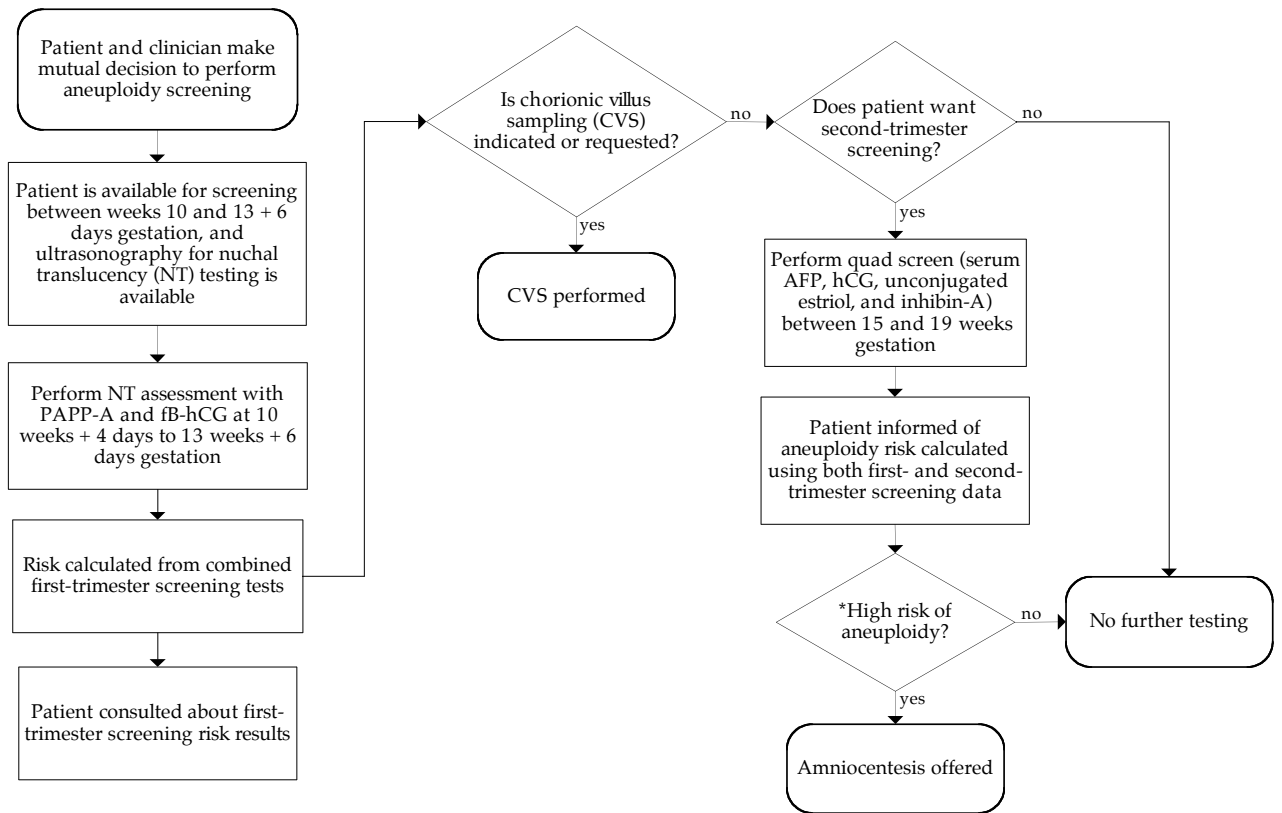 Patient and clinician make
mutual decision to perform
aneuploidy screening
Patient is available for screening
between weeks 10 and 13 + 6
days gestation, and
ultrasonography for nuchal
translucency (NT) testing is
available
Perform NT assessment with
PAPP-A and fB-hCG at 10
weeks + 4 days to 13 weeks + 6
days gestation
Risk calculated from combined
first-trimester screening tests
Patient consulted about first-
trimester screening risk results
Is chorionic villus
sampling (CVS)
indicated or requested?
no
yes
CVS performed
Does patient want
second-trimester
screening?
no
yes
Perform quad screen (serum
AFP, hCG, unconjugated
estriol, and inhibin-A)
between 15 and 19 weeks
gestation
Patient informed of
aneuploidy risk calculated
using both first- and second-
trimester screening data
*High risk of
aneuploidy?
no
yes
No further testing
Amniocentesis offered